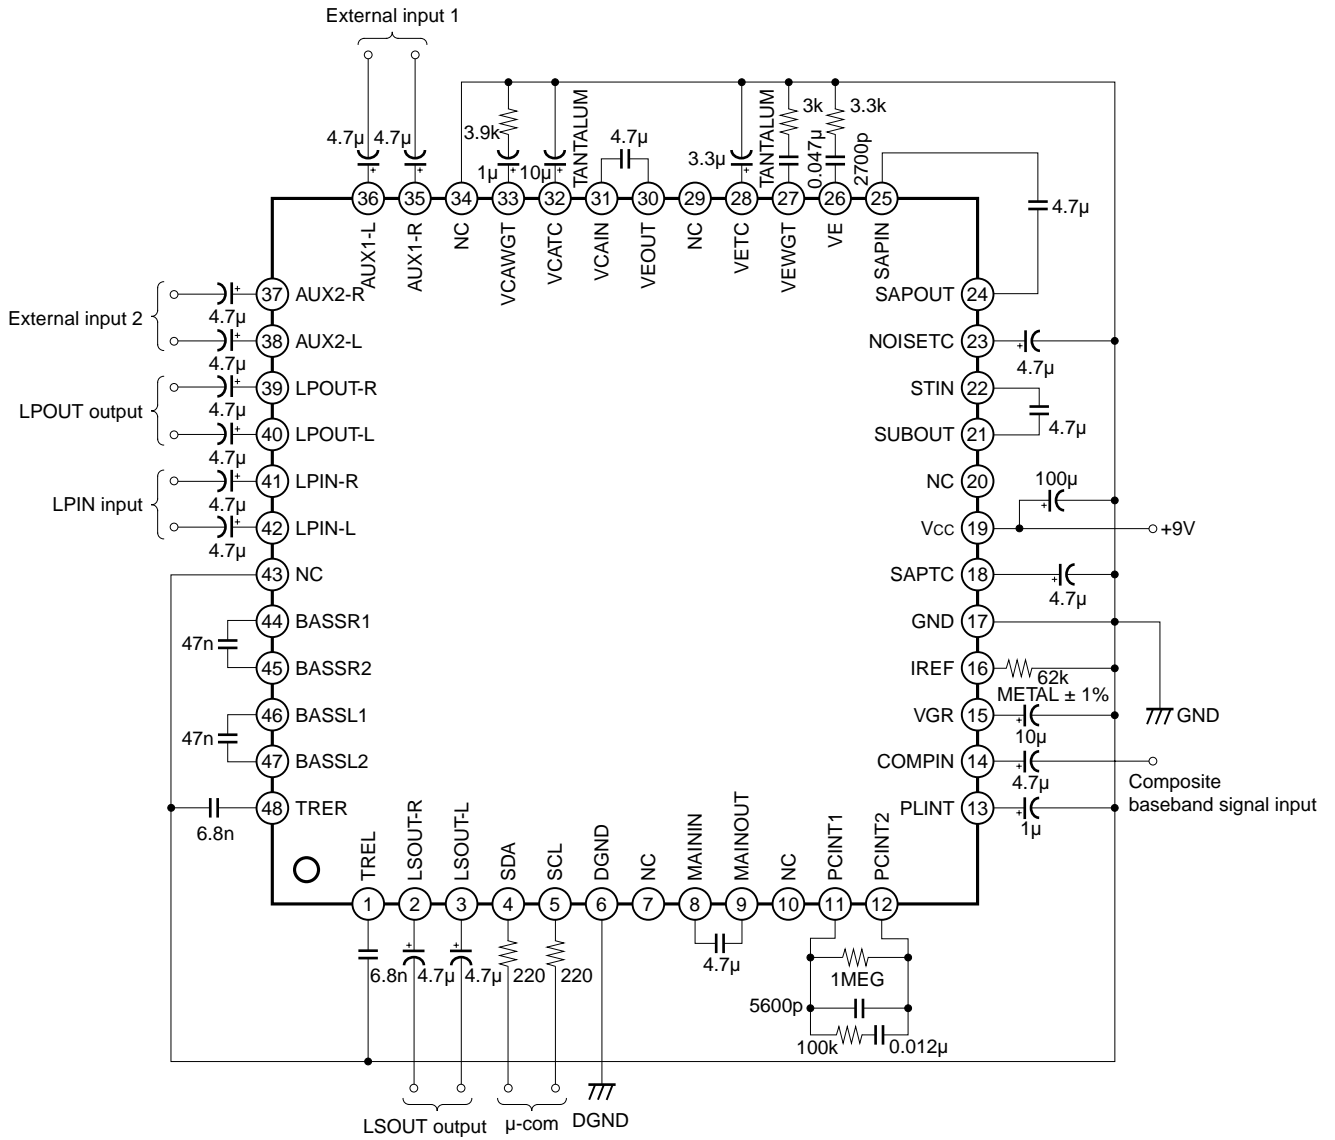 External input 1
4.7µ
4.7µ
3.9k
1µ
10µ
TANTALUM
4.7µ
3.3µ
TANTALUM
3k
0.047µ
3.3k
2700p
4.7µ
36 35 34 33 32 31 30 29 28 27 26 25
AUX1-L
AUX1-R
NC
VCAWGT
VCATC
VCAIN
VEOUT
NC
VETC
VEWGT
VE
SAPIN
External input 2
4.7µ
37 AUX2-R
4.7µ
38 AUX2-L
LPOUT output
4.7µ
39 LPOUT-R
4.7µ
40 LPOUT-L
LPIN input
4.7µ
41 LPIN-R
4.7µ
42 LPIN-L
43 NC
44 BASSR1
47n
45 BASSR2
46 BASSL1
47n
47 BASSL2
48 TRER
6.8n
SAPOUT 24
NOISETC 23
4.7µ
STIN 22
SUBOUT 21
4.7µ
NC 20
100µ
Vcc 19
+9V
SAPTC 18
4.7µ
GND 17
IREF 16
62k
METAL ± 1%
VGR 15
10µ
GND
COMPIN 14
4.7µ
Composite
baseband signal input
PLINT 13
1µ
TREL
LSOUT-R
LSOUT-L
SDA
SCL
DGND
NC
MAININ
MAINOUT
NC
PCINT1
PCINT2
1 2 3 4 5 6 7 8 9 10 11 12
6.8n
4.7µ
4.7µ
220
220
4.7µ
1MEG
5600p
100k
0.012µ
LSOUT output
µ-com
DGND